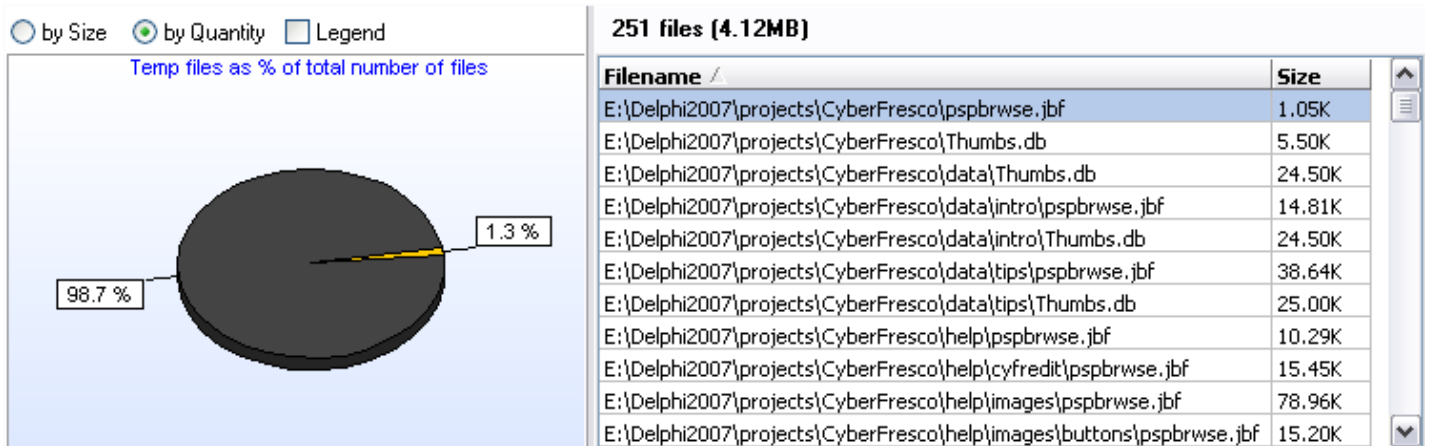 by Size by Quantity Legend
Temp files as % of total number of files
1.3 %
98.7 %
251 files (4.12MB)
Filename Size
E:\Delphi2007\projects\CyberFresco\pspbrwse.jbf 1.05K
E:\Delphi2007\projects\CyberFresco\Thumbs.db 5.50K
E:\Delphi2007\projects\CyberFresco\data\Thumbs.db 24.50K
E:\Delphi2007\projects\CyberFresco\data\intro\pspbrwse.jbf 14.81K
E:\Delphi2007\projects\CyberFresco\data\intro\Thumbs.db 24.50K
E:\Delphi2007\projects\CyberFresco\data\tips\pspbrwse.jbf 38.64K
E:\Delphi2007\projects\CyberFresco\data\tips\Thumbs.db 25.00K
E:\Delphi2007\projects\CyberFresco\help\pspbrwse.jbf 10.29K
E:\Delphi2007\projects\CyberFresco\help\cyfredit\pspbrwse.jbf 15.45K
E:\Delphi2007\projects\CyberFresco\help\images\pspbrwse.jbf 78.96K
E:\Delphi2007\projects\CyberFresco\help\images\buttons\pspbrwse.jbf 15.20K